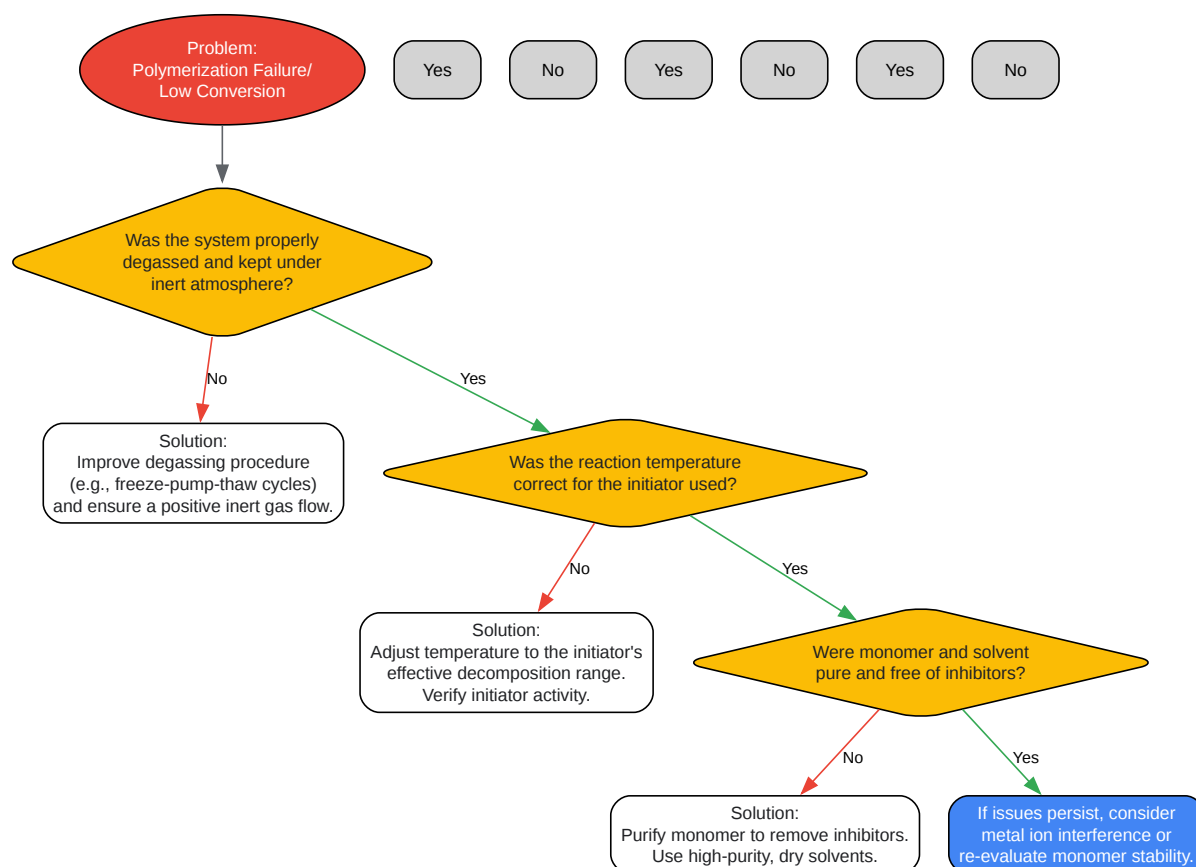 Problem:
Polymerization Failure/
Low Conversion
Yes
No
Yes
No
Yes
No
Was the system properly
degassed and kept under
inert atmosphere?
No
Yes
Solution:
Improve degassing procedure
(e.g., freeze-pump-thaw cycles)
and ensure a positive inert gas flow.
Was the reaction temperature
correct for the initiator used?
No
Yes
Solution:
Adjust temperature to the initiator's
effective decomposition range.
Verify initiator activity.
Were monomer and solvent
pure and free of inhibitors?
No
Yes
Solution:
Purify monomer to remove inhibitors.
Use high-purity, dry solvents.
If issues persist, consider
metal ion interference or
re-evaluate monomer stability.